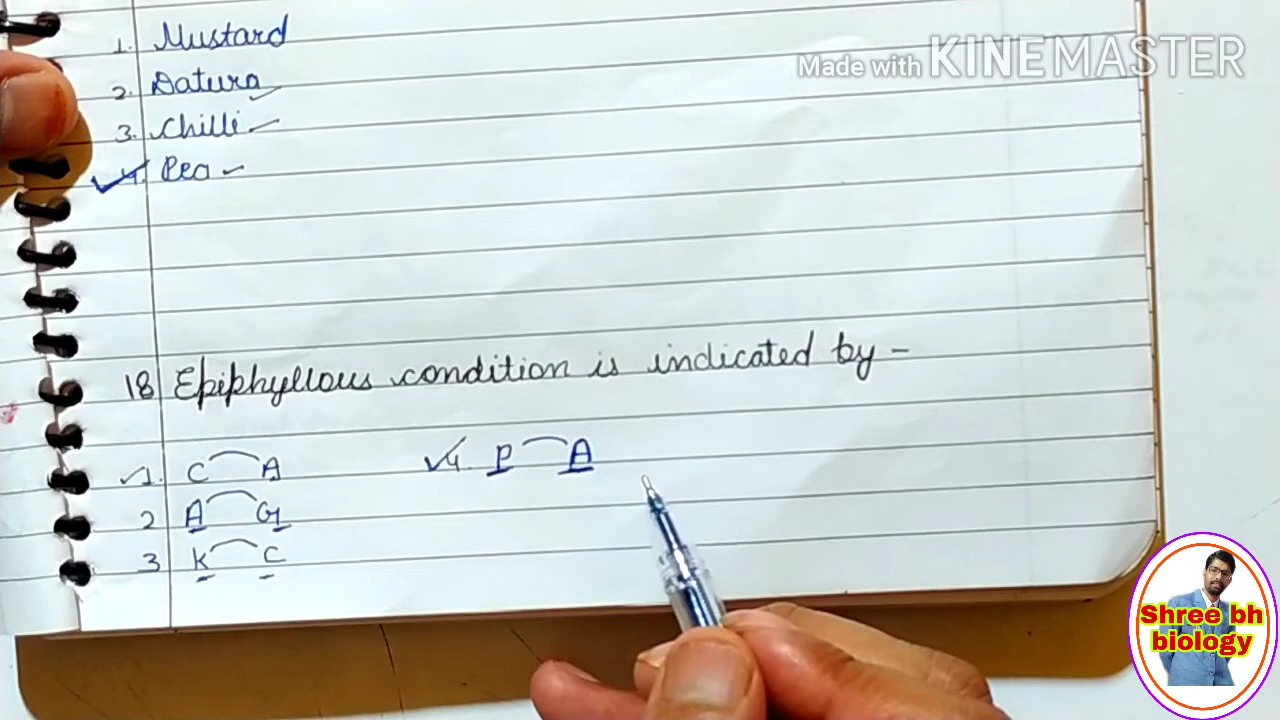 1. Mustard
Made with KINEMASTER
2. Datura
3. Chilli
4. Pea
18 Epiphyllous condition is indicated by -
1. C A
4. P A
2 A G
3 K C
Shree bh
biology